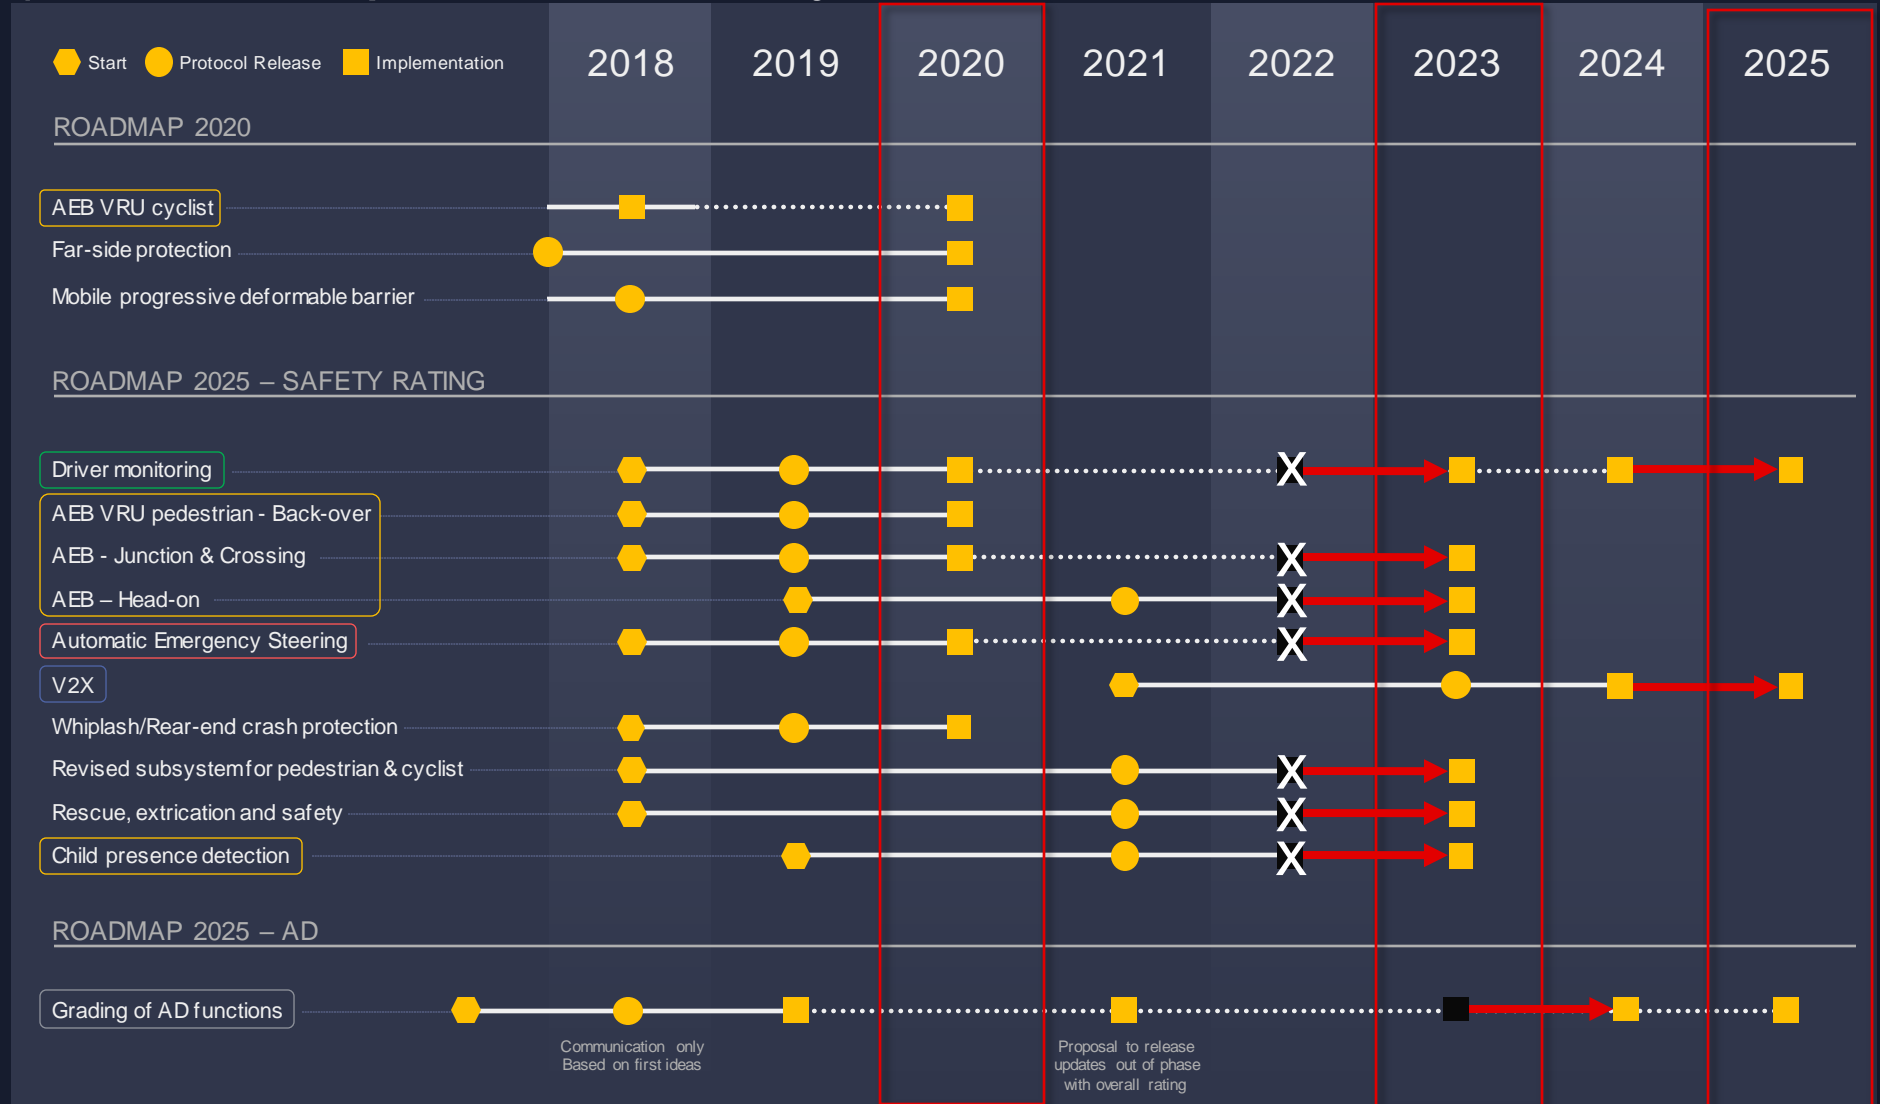 Start
Protocol Release
Implementation
2018
2019
2020
2021
2022
2023
2024
2025
ROADMAP 2020
AEB VRU cyclist
Far-side protection
Mobile progressive deformable barrier
ROADMAP 2025 – SAFETY RATING
Driver monitoring
X
AEB VRU pedestrian - Back-over
AEB - Junction & Crossing
X
AEB – Head-on
X
Automatic Emergency Steering
X
V2X
Whiplash/Rear-end crash protection
Revised subsystem for pedestrian & cyclist
X
Rescue, extrication and safety
X
Child presence detection
X
ROADMAP 2025 – AD
Grading of AD functions
Communication only
Based on first ideas
Proposal to release
updates out of phase
with overall rating